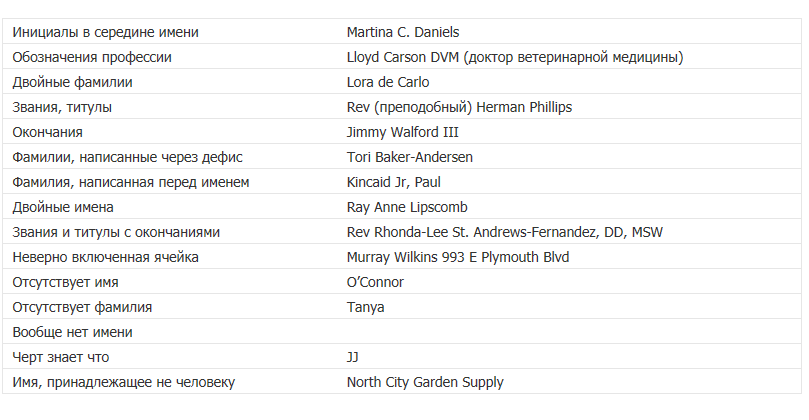 Инициалы в середине имени Martina C. Daniels
Обозначения профессии Lloyd Carson DVM (доктор ветеринарной медицины)
Двойные фамилии Lora de Carlo
Звания, титулы Rev (преподобный) Herman Phillips
Окончания Jimmy Walford III
Фамилии, написанные через дефис Tori Baker-Andersen
Фамилия, написанная перед именем Kincaid Jr, Paul
Двойные имена Ray Anne Lipscomb
Звания и титулы с окончаниями Rev Rhonda-Lee St. Andrews-Fernandez, DD, MSW
Неверно включенная ячейка Murray Wilkins 993 E Plymouth Blvd
Отсутствует имя O’Connor
Отсутствует фамилия Tanya
Вообще нет имени
Черт знает что JJ
Имя, принадлежащее не человеку North City Garden Supply